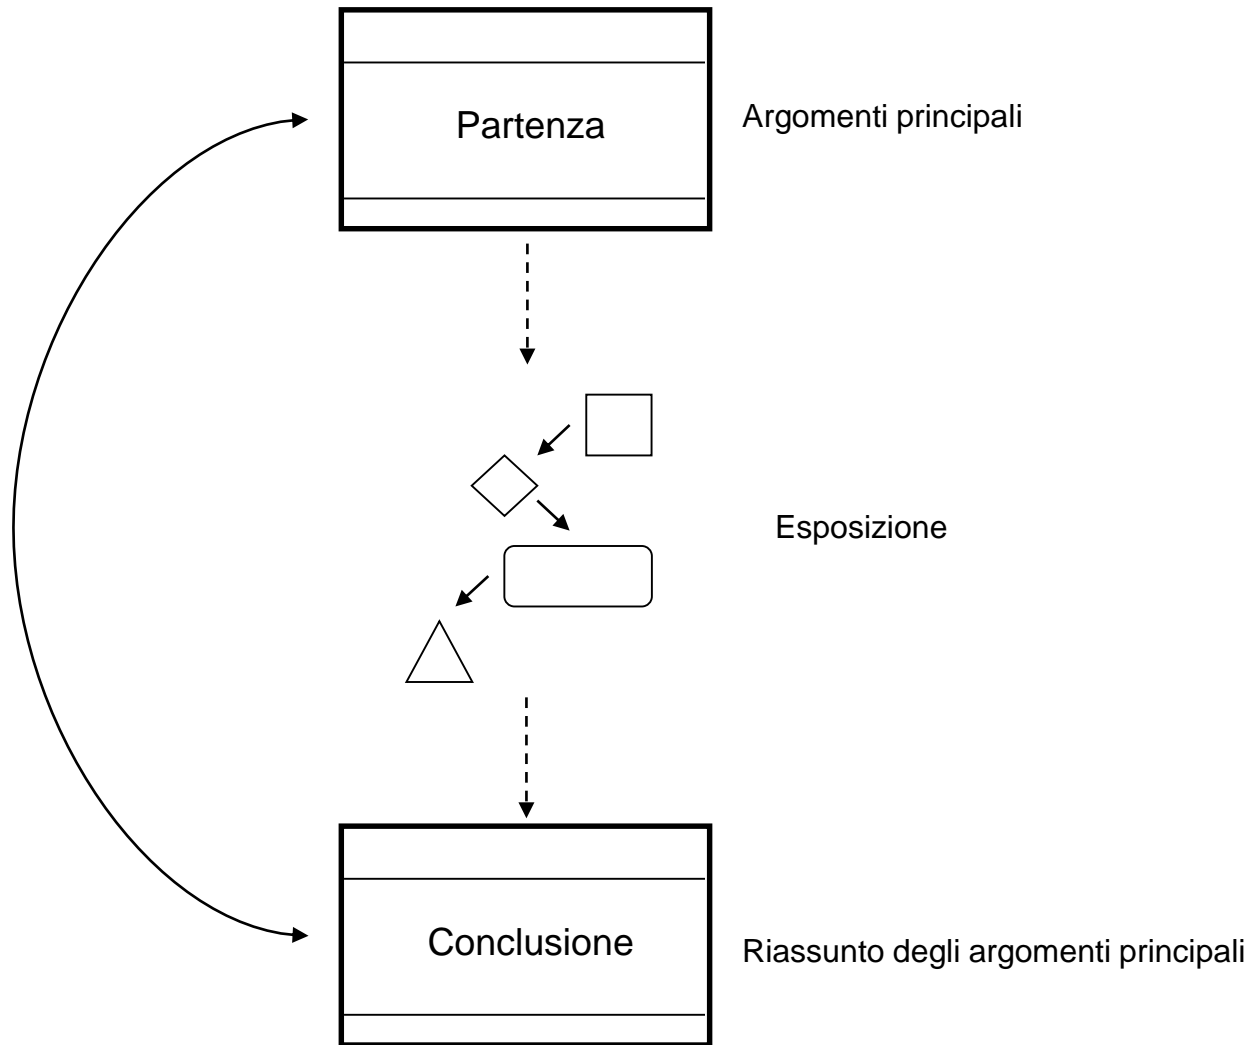 Partenza
Argomenti principali
Esposizione
Conclusione
Riassunto degli argomenti principali